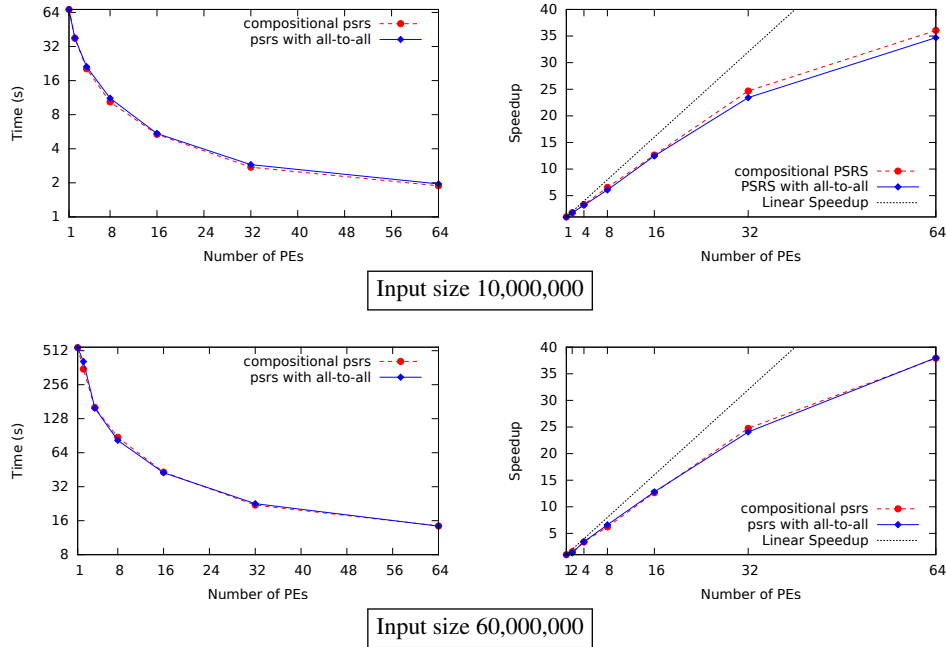 64
32
16
8
4
2
1
Time (s)
compositional psrs
psrs with all-to-all
1 8 16 24 32 40 48 56 64
Number of PEs
40
35
30
25
20
15
10
5
Speedup
compositional PSRS
PSRS with all-to-all
Linear Speedup
1 4 8 16 32 64
Number of PEs
Input size 10,000,000
512
256
128
64
32
16
8
Time (s)
compositional psrs
psrs with all-to-all
1 8 16 24 32 40 48 56 64
Number of PEs
40
35
30
25
20
15
10
5
Speedup
compositional psrs
psrs with all-to-all
Linear Speedup
1 2 4 8 16 32 64
Number of PEs
Input size 60,000,000